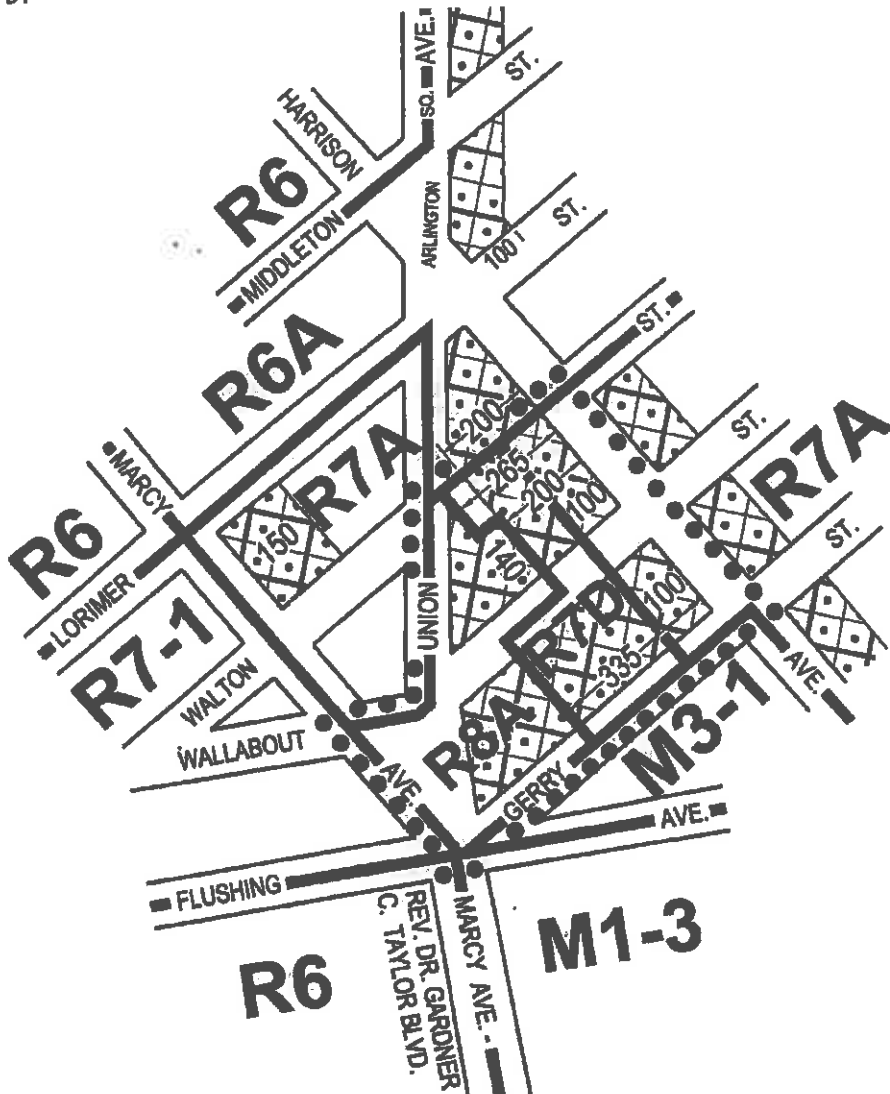 AVE.
SQ.
ST.
HARRISON
R6
ARLINGTON
MIDDLETON
100
ST.
ST.
R6A
200
ST.
MARCY
R7A
265
R7A
200
100
R6
150
ST.
LORIMER
140
UNION
R7D
100
R7-1
335
AVE.
WALTON
R8A
WALLABOUT
M3-1
AVE.
GERRY
AVE.
FLUSHING
MARCY AVE.
REV. DR. GARDNER
C. TAYLOR BLVD.
M1-3
R6